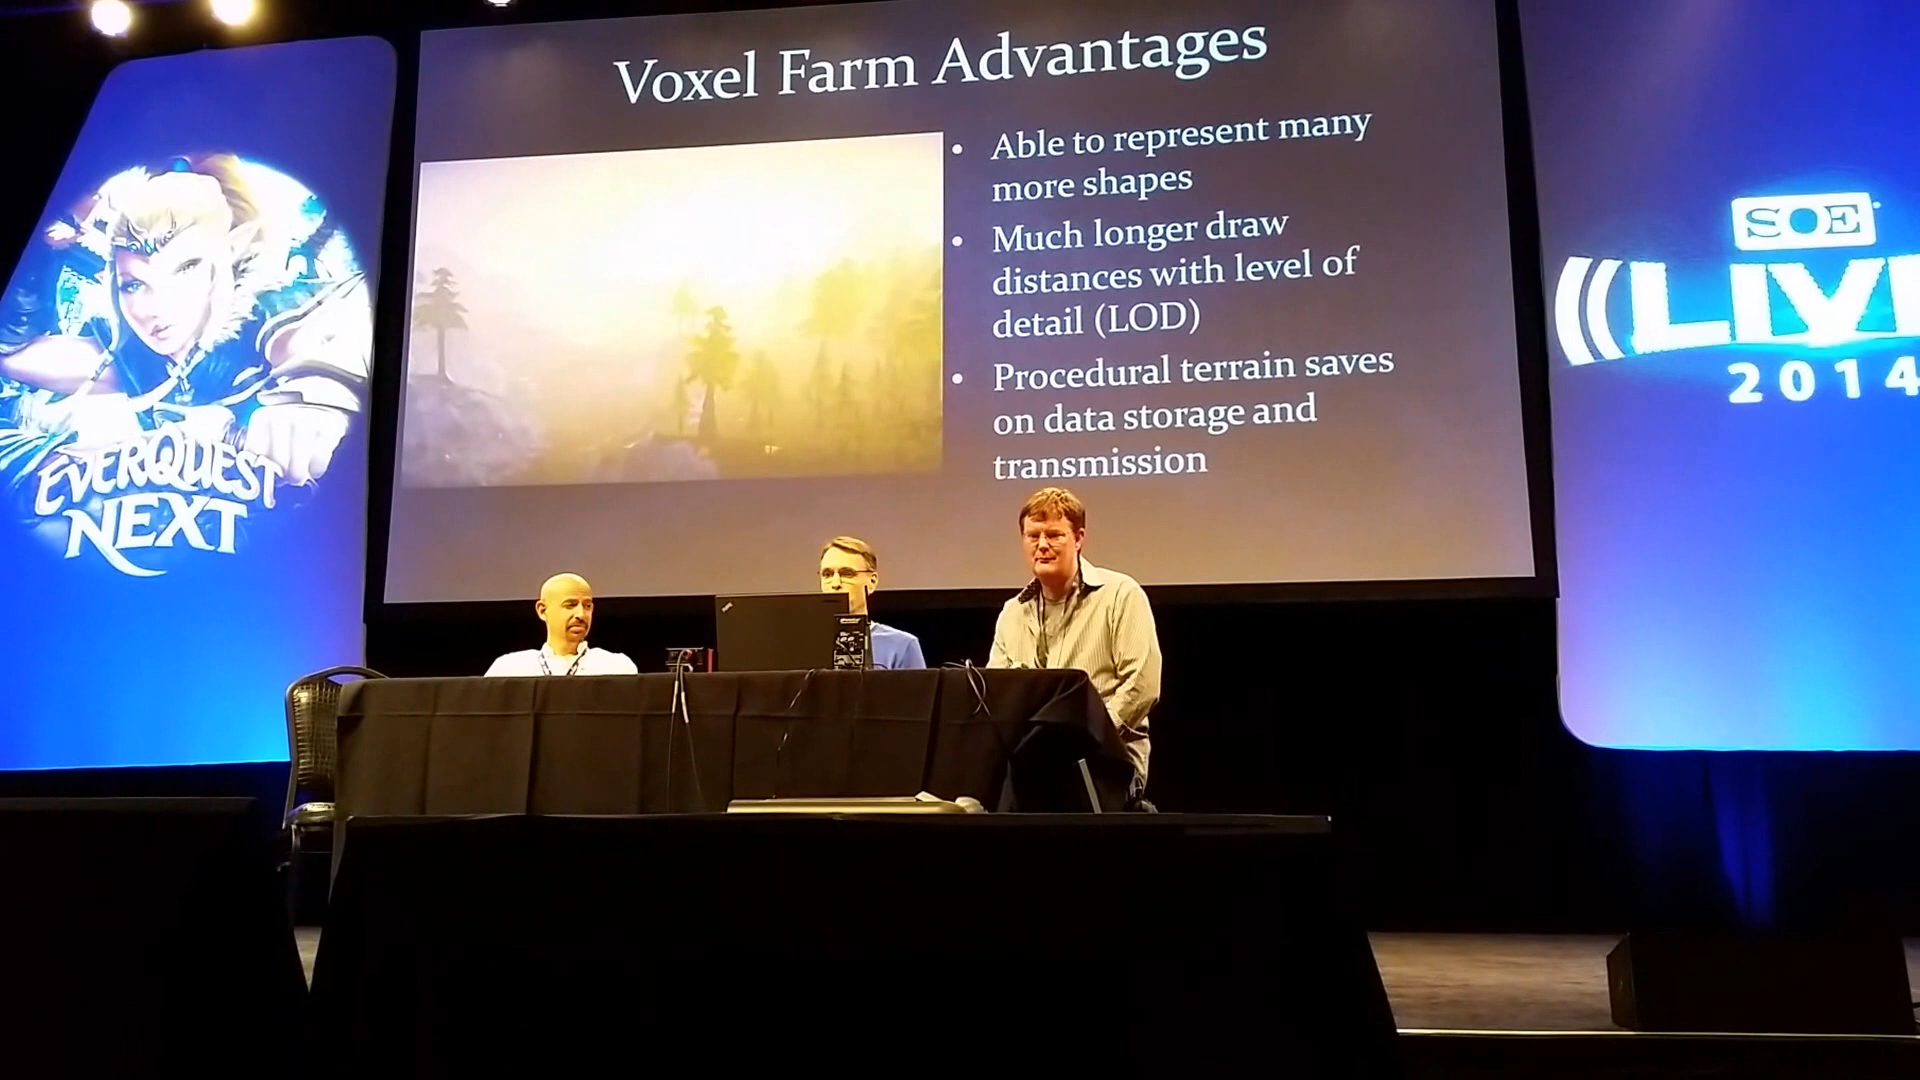 Voxel Farm Advantages
• Able to represent many
more shapes
• Much longer draw
distances with level of
detail (LOD)
• Procedural terrain saves
on data storage and
transmission
EVERQUEST
NEXT
SOE
LIVE
2014